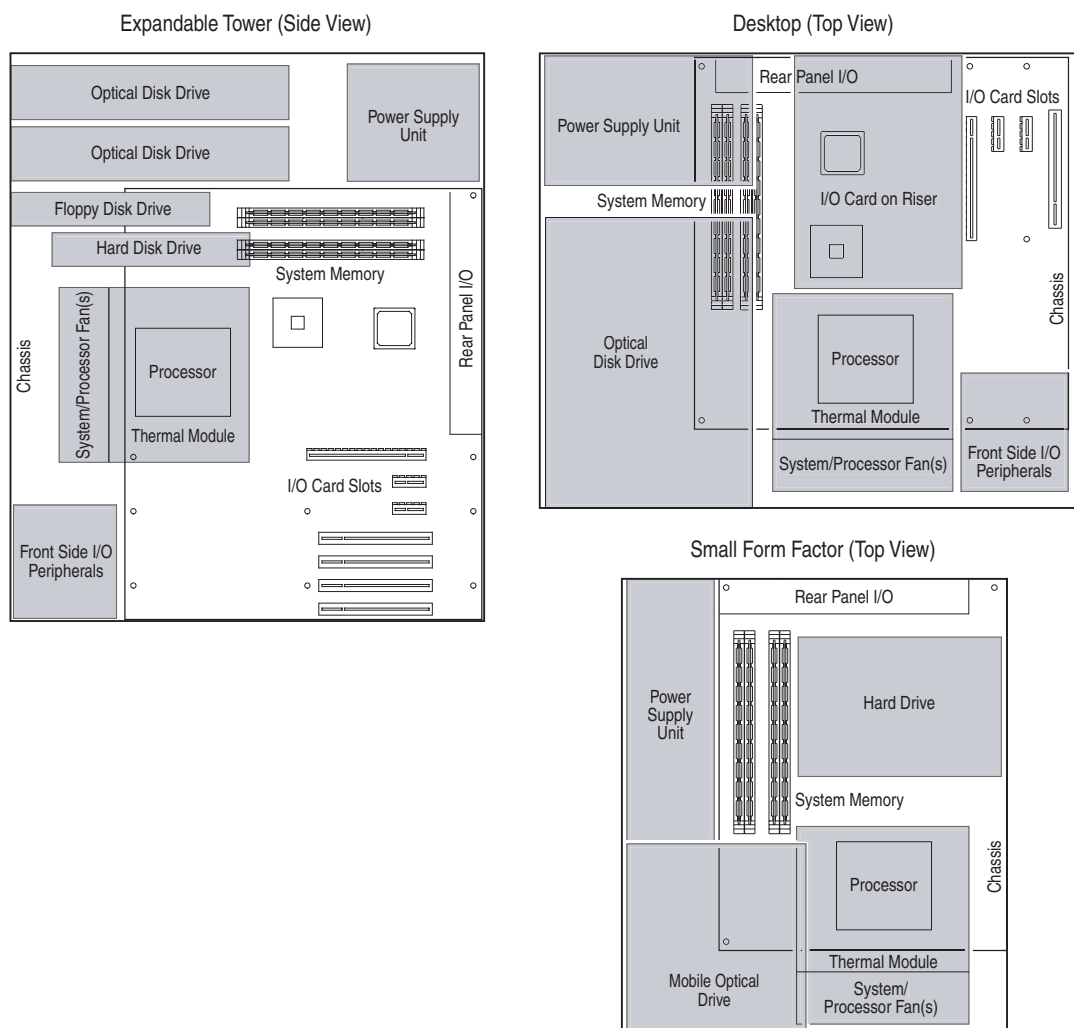 Expandable Tower (Side View)
Optical Disk Drive
Power Supply
Unit
Optical Disk Drive
Floppy Disk Drive
Hard Disk Drive
System Memory
Chassis
System/Processor Fan(s)
Processor
Thermal Module
Rear Panel I/O
I/O Card Slots
Front Side I/O
Peripherals
Desktop (Top View)
Rear Panel I/O
I/O Card Slots
Power Supply Unit
System Memory
I/O Card on Riser
Chassis
Optical
Disk Drive
Processor
Thermal Module
System/Processor Fan(s)
Front Side I/O
Peripherals
Small Form Factor (Top View)
Rear Panel I/O
Power
Supply
Unit
Hard Drive
System Memory
Chassis
Processor
Thermal Module
Mobile Optical
Drive
System/
Processor Fan(s)